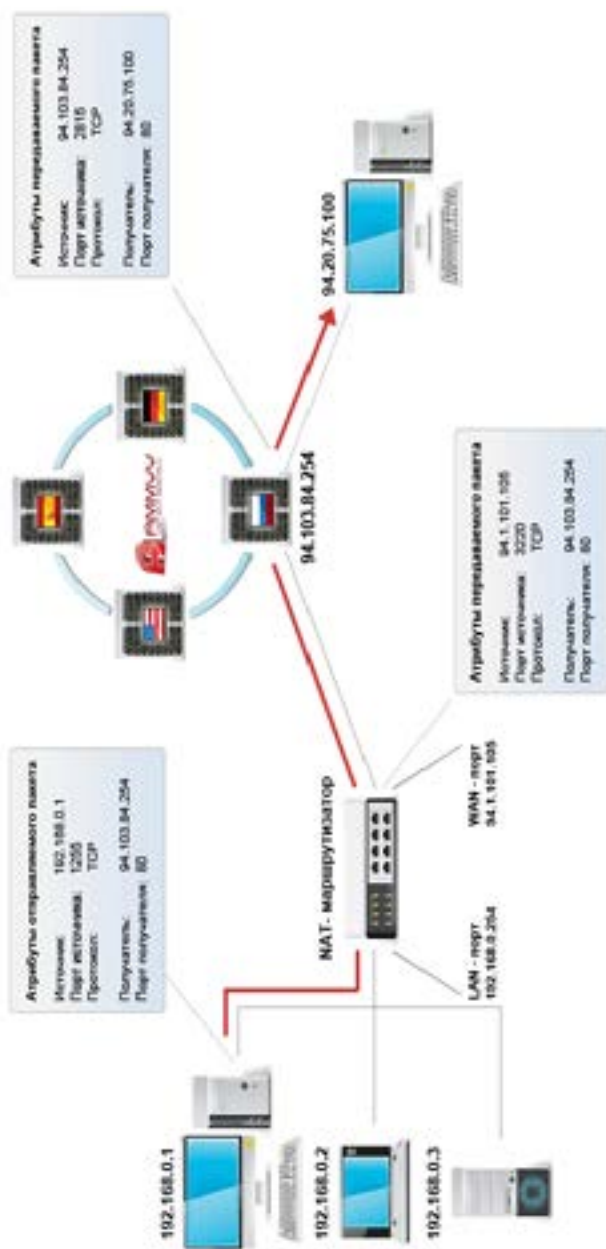 Атрибуты отправляемого пакета
Источник: 192.168.0.1
Порт источника: 1255
Протокол: TCP
Получатель: 94.103.84.254
Порт получателя: 80
Атрибуты передаваемого пакета
Источник: 94.103.84.254
Порт источника: 2815
Протокол: TCP
Получатель: 94.20.75.100
Порт получателя: 80
192.168.0.1
192.168.0.2
192.168.0.3
NAT- маршрутизатор
LAN - порт
192.168.0.254
WAN - порт
94.1.101.105
94.103.84.254
94.20.75.100
Атрибуты передаваемого пакета
Источник: 94.1.101.105
Порт источника: 3220
Протокол: TCP
Получатель: 94.103.84.254
Порт получателя: 80